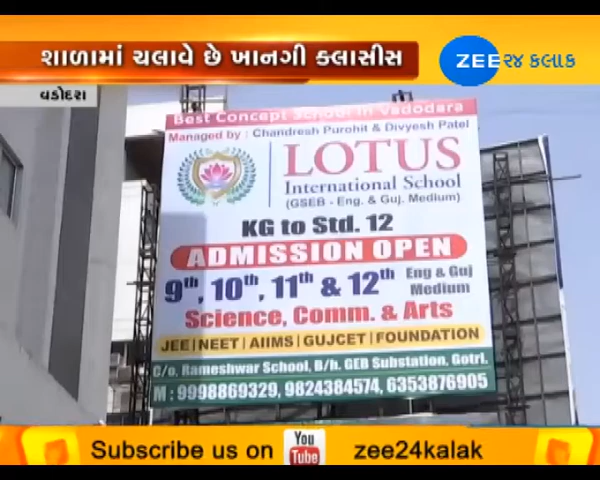 શાળામાં ચલાવે છે ખાનગી ક્લાસીસ
ZEE ૨૪ કલાક
વડોદરા
Best Concept School in Vadodara
Managed by : Chandresh Purohit & Divyesh Patel
LOTUS
International School
(GSEB - Eng. & Guj. Medium)
KG to Std. 12
ADMISSION OPEN
9th, 10th, 11th & 12th Eng & Guj Medium
Science, Comm. & Arts
JEE|NEET|AIIMS|GUJCET|FOUNDATION
C/o, Rameshwar School, B/h. GEB Substation, Gotri.
M : 9998869329, 9824384574, 6353876905
Subscribe us on You Tube zee24kalak